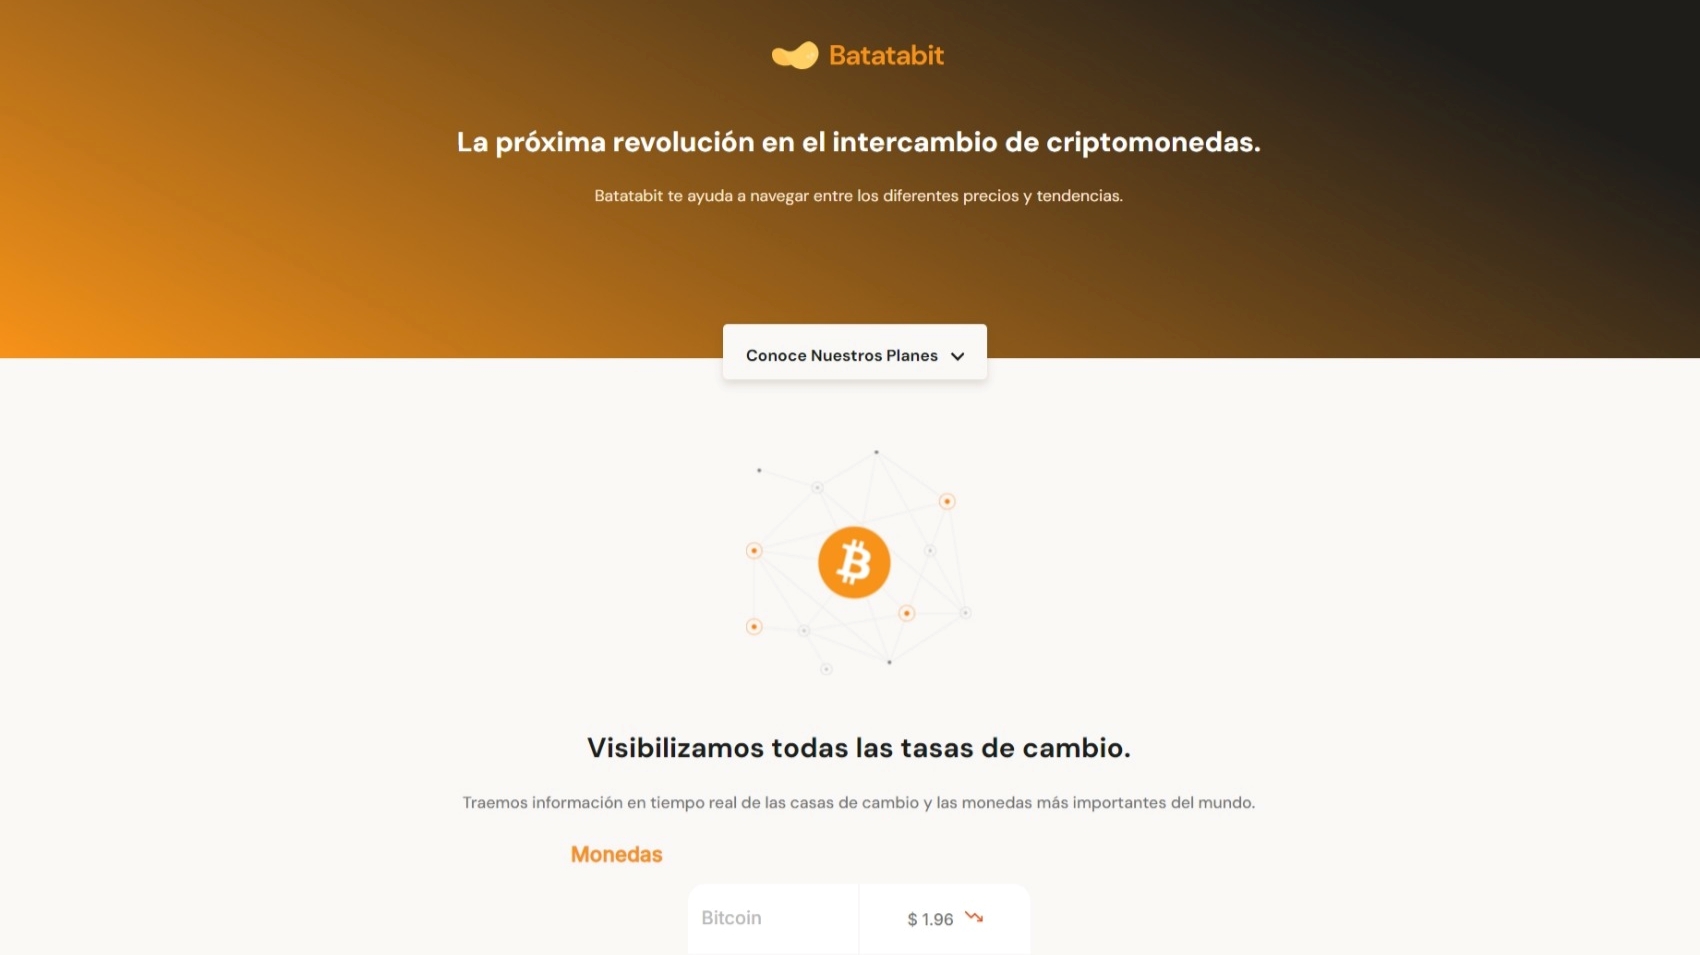 Batatabit
La próxima revolución en el intercambio de criptomonedas.
Batatabit te ayuda a navegar entre los diferentes precios y tendencias.
Conoce Nuestros Planes
Visibilizamos todas las tasas de cambio.
Traemos información en tiempo real de las casas de cambio y las monedas más importantes del mundo.
Monedas
Bitcoin $ 1.96